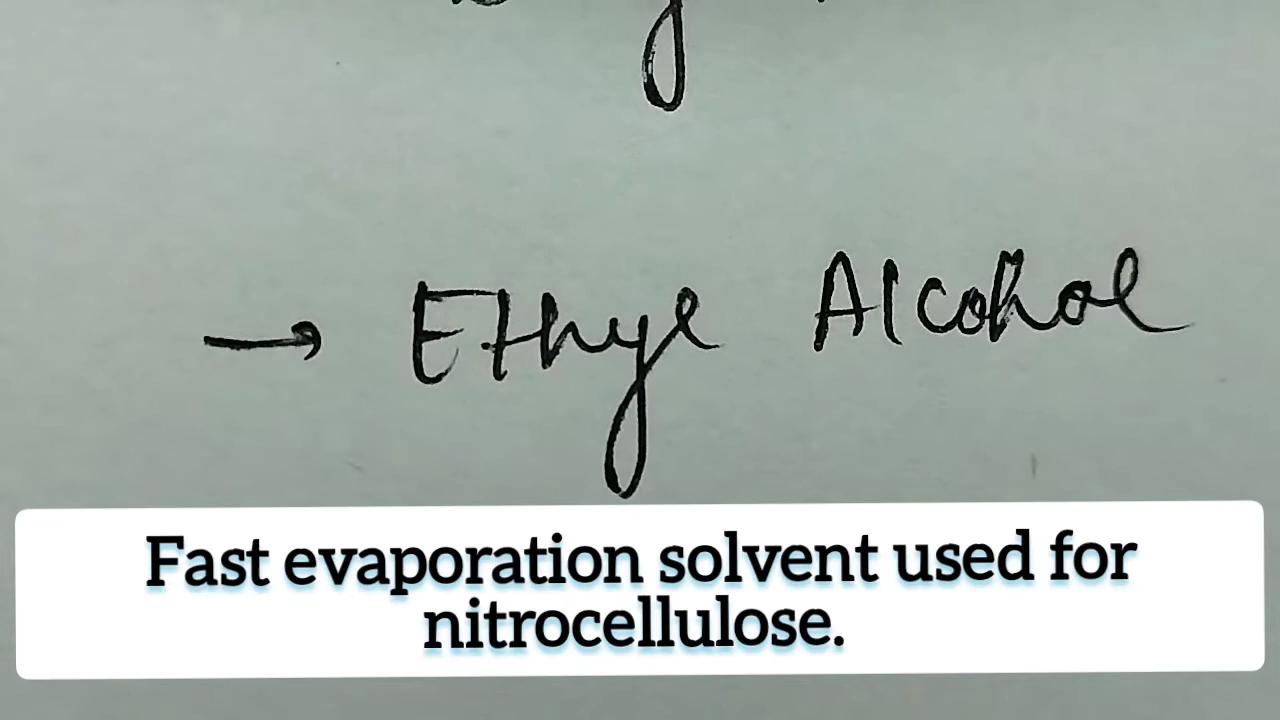 → Ethyl Alcohol
Fast evaporation solvent used for
nitrocellulose.